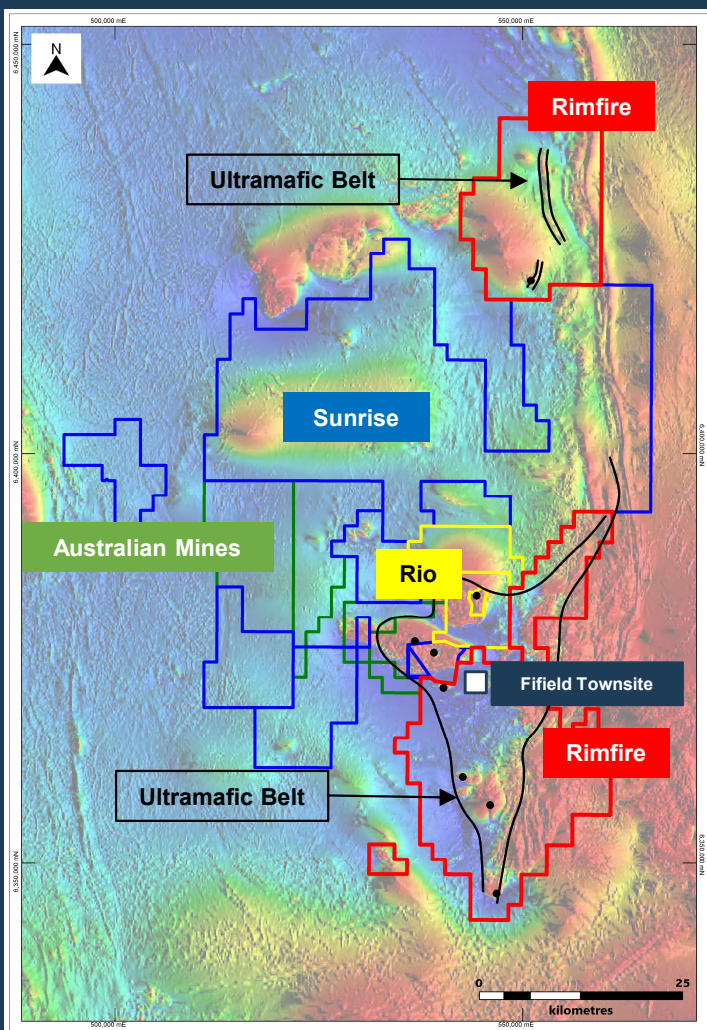 500,000 mE
550,000 mE
6,450,000 mN
N
Rimfire
Ultramafic Belt
Sunrise
6,400,000 mN
6,400,000 mN
Australian Mines
Rio
Fifield Townsite
Rimfire
Ultramafic Belt
6,350,000 mN
6,350,000 mN
0
25
kilometres
500,000 mE
550,000 mE